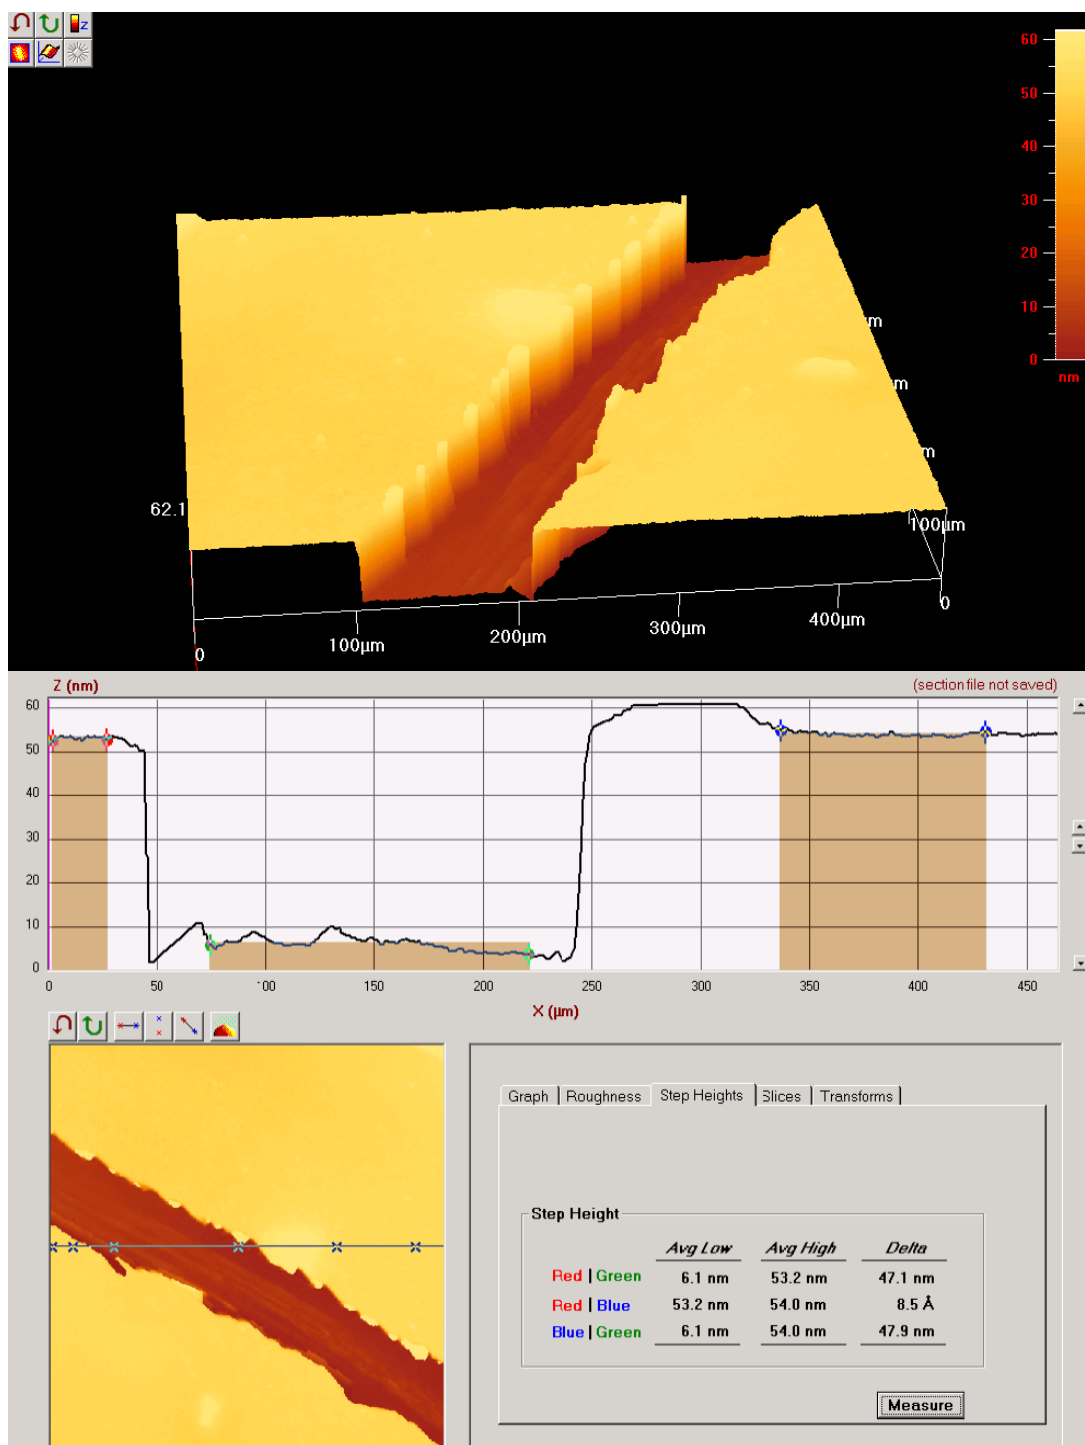 z
60
50
40
30
20
10
0
nm
m
m
m
62.1
100µm
0
400µm
300µm
200µm
100µm
0
Z (nm)
(section file not saved)
60
50
40
30
20
10
0
0 50 100 150 200 250 300 350 400 450
X (µm)
Graph Roughness Step Heights Slices Transforms
Step Height
Avg Low Avg High Delta
Red | Green 6.1 nm 53.2 nm 47.1 nm
Red | Blue 53.2 nm 54.0 nm 8.5 Å
Blue | Green 6.1 nm 54.0 nm 47.9 nm
Measure